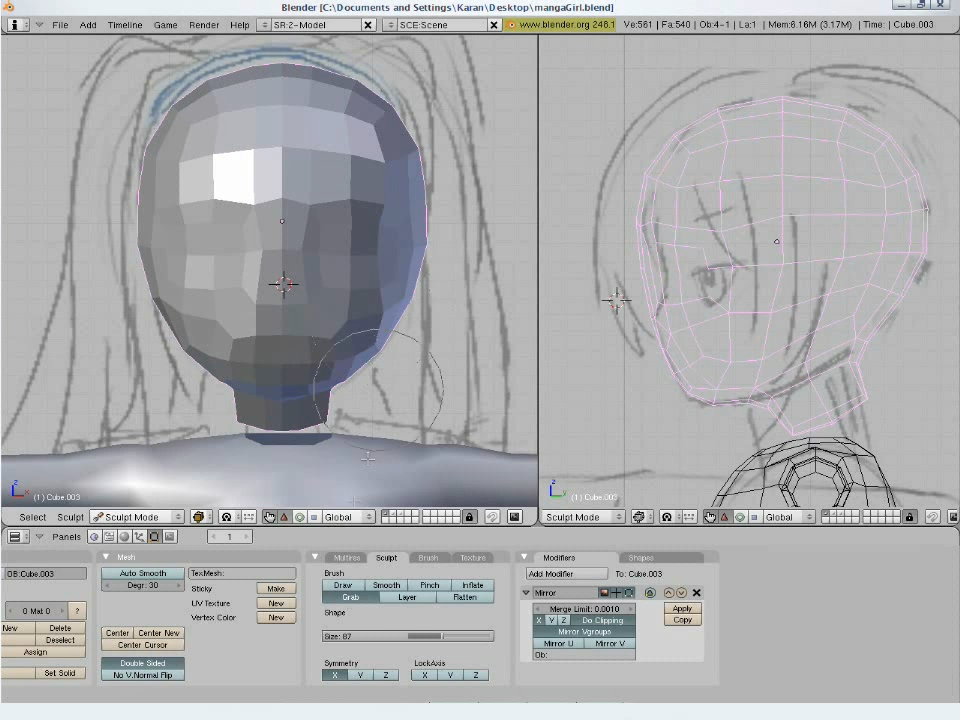 Blender [C:\Documents and Settings\Karan\Desktop\mangaGirl.blend]
File Add Timeline Game Render Help SR:2-Model SCE:Scene www.blender.org 248.1 Ve:561 | Fa:540 | Ob:4-1 | La:1 | Mem:6.16M (3.17M) | Time: | Cube.003
(1) Cube.003
(1) Cube.003
Select Sculpt Sculpt Mode Global
Sculpt Mode Global
Panels 1
Mesh
Multires Sculpt Brush Texture
Modifiers Shapes
OB:Cube.003
0 Mat 0 ?
New Delete
Select Deselect
Assign
Set Solid
Auto Smooth
Degr: 30
Center Center New
Center Cursor
Double Sided
No V.Normal Flip
TexMesh:
Sticky Make
UV Texture New
Vertex Color New
Brush
Draw Smooth Pinch Inflate
Grab Layer Flatten
Shape
Size: 87
Symmetry LockAxis
X Y Z X Y Z
Add Modifier To: Cube.003
Mirror
Merge Limit: 0.0010
X Y Z Do Clipping
Mirror Vgroups
Mirror U Mirror V
Ob:
Apply
Copy